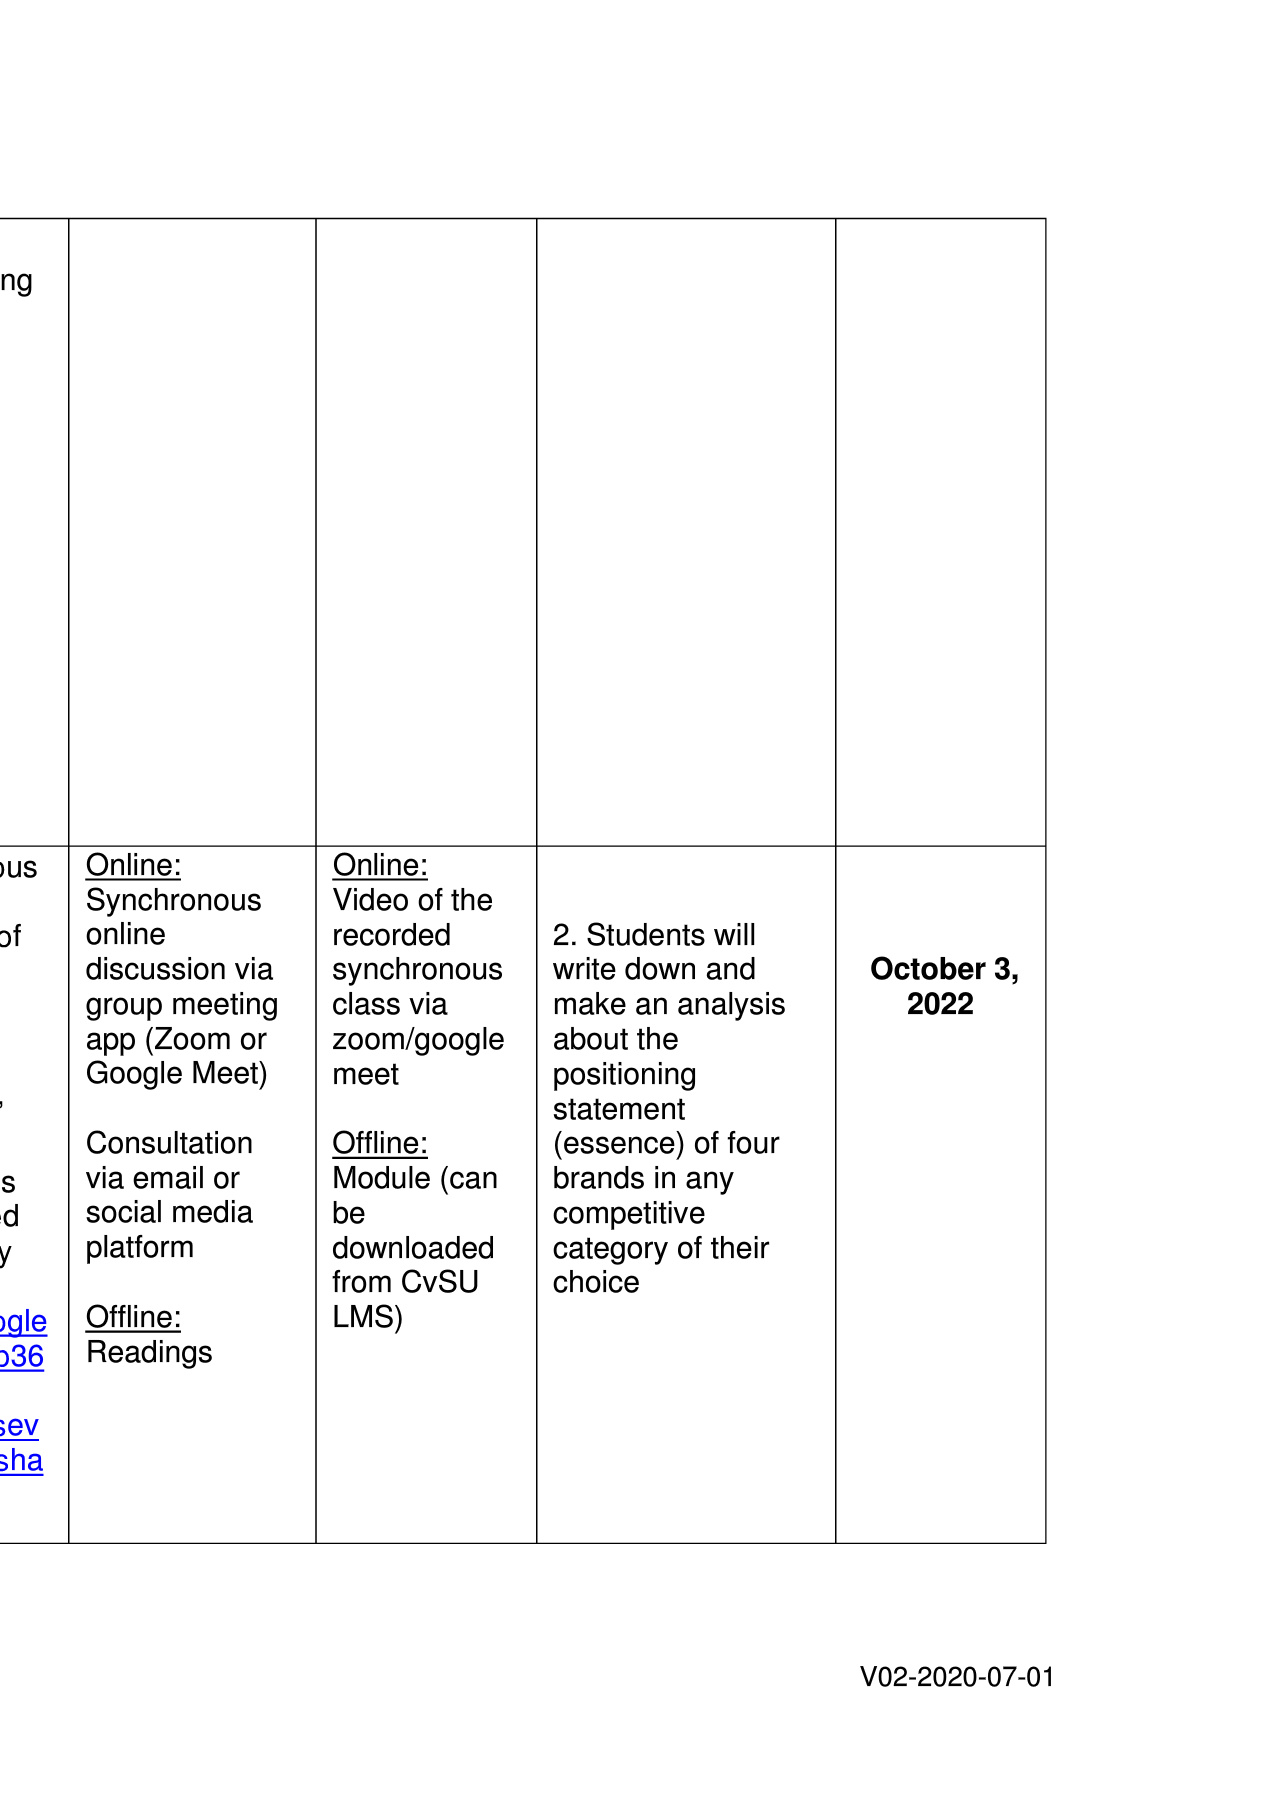 ing
ous
of
,
s
ed
y
ogle
p36
sev
sha
Online:
Synchronous
online
discussion via
group meeting
app (Zoom or
Google Meet)
Consultation
via email or
social media
platform
Offline:
Readings
Online:
Video of the
recorded
synchronous
class via
zoom/google
meet
Offline:
Module (can
be
downloaded
from CvSU
LMS)
2. Students will
write down and
make an analysis
about the
positioning
statement
(essence) of four
brands in any
competitive
category of their
choice
October 3,
2022
V02-2020-07-01